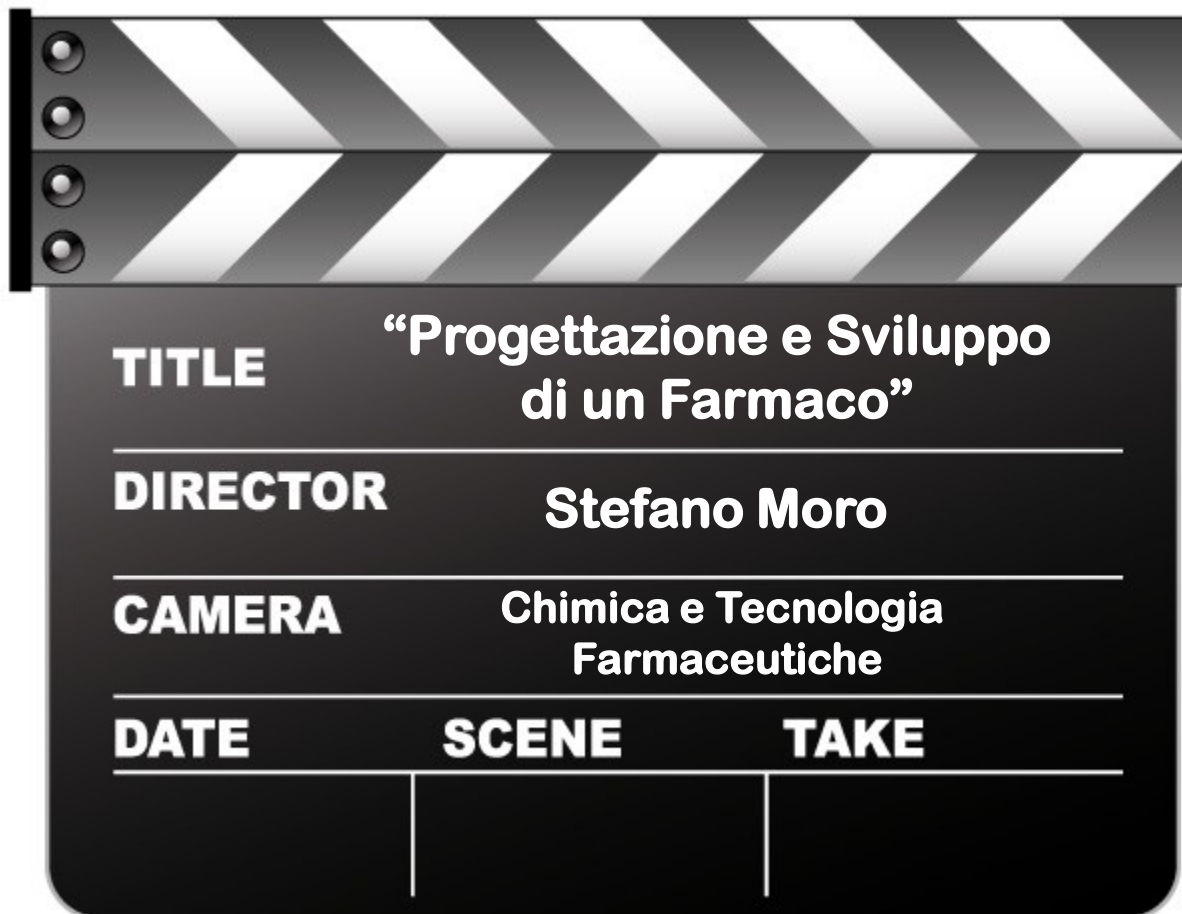 TITLE “Progettazione e Sviluppo
di un Farmaco”
DIRECTOR Stefano Moro
CAMERA Chimica e Tecnologia
Farmaceutiche
DATE SCENE TAKE